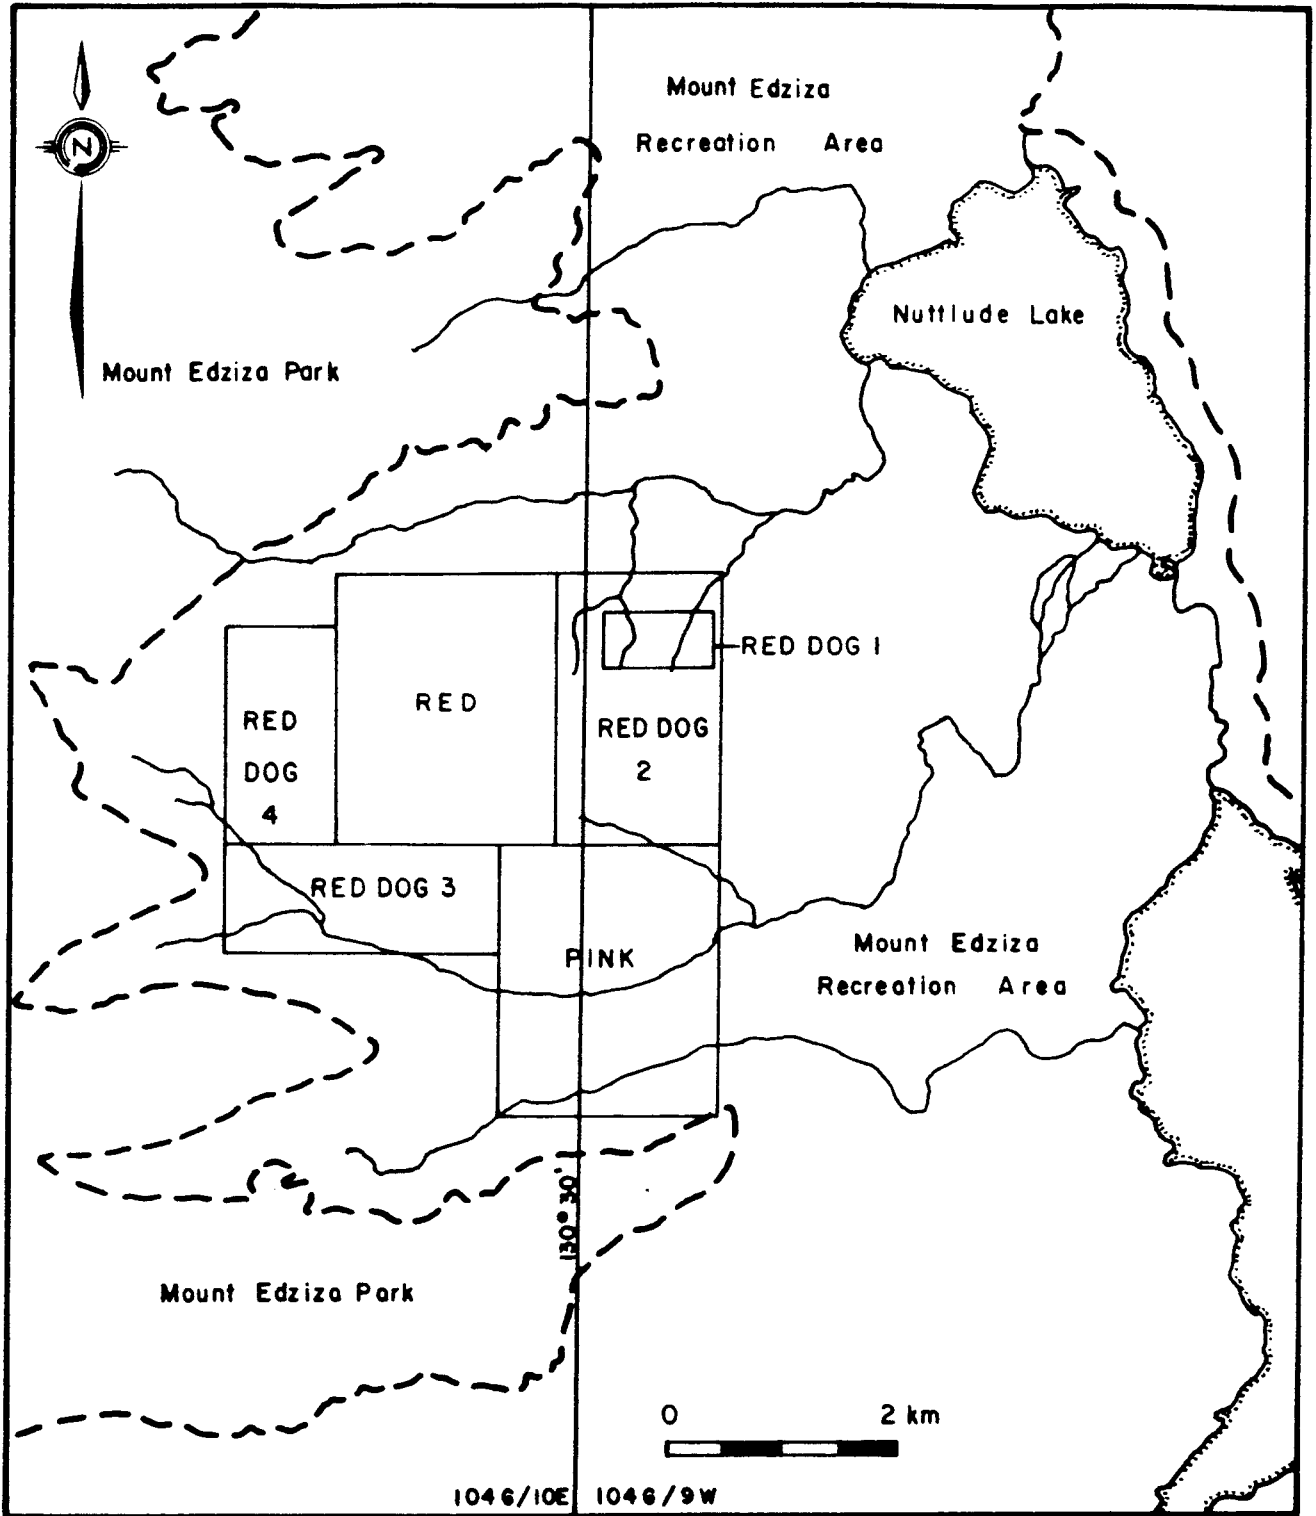 Mount Edziza
Recreation Area
N
Nuttlude Lake
Mount Edziza Park
RED DOG 1
RED
RED
DOG
4
RED DOG
2
RED DOG 3
PINK
Mount Edziza
Recreation Area
130° 30'
Mount Edziza Park
0 2 km
104G/10E 104G/9W